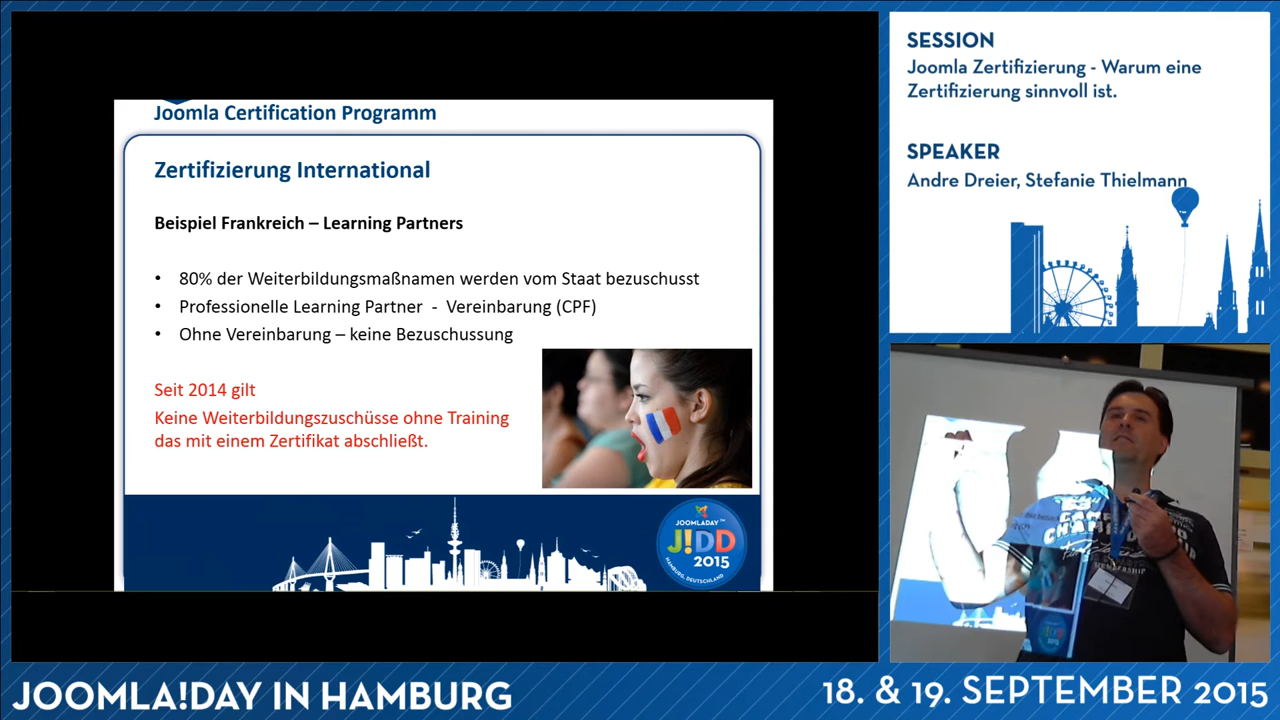 Joomla Certification Programm
Zertifizierung International
Beispiel Frankreich – Learning Partners
• 80% der Weiterbildungsmaßnamen werden vom Staat bezuschusst
• Professionelle Learning Partner - Vereinbarung (CPF)
• Ohne Vereinbarung – keine Bezuschussung
Seit 2014 gilt
Keine Weiterbildungszuschüsse ohne Training
das mit einem Zertifikat abschließt.
JOOMLADAY™
J!DD
2015
HAMBURG, DEUTSCHLAND
SESSION
Joomla Zertifizierung - Warum eine
Zertifizierung sinnvoll ist.
SPEAKER
Andre Dreier, Stefanie Thielmann
JOOMLA!DAY IN HAMBURG
18. & 19. SEPTEMBER 2015